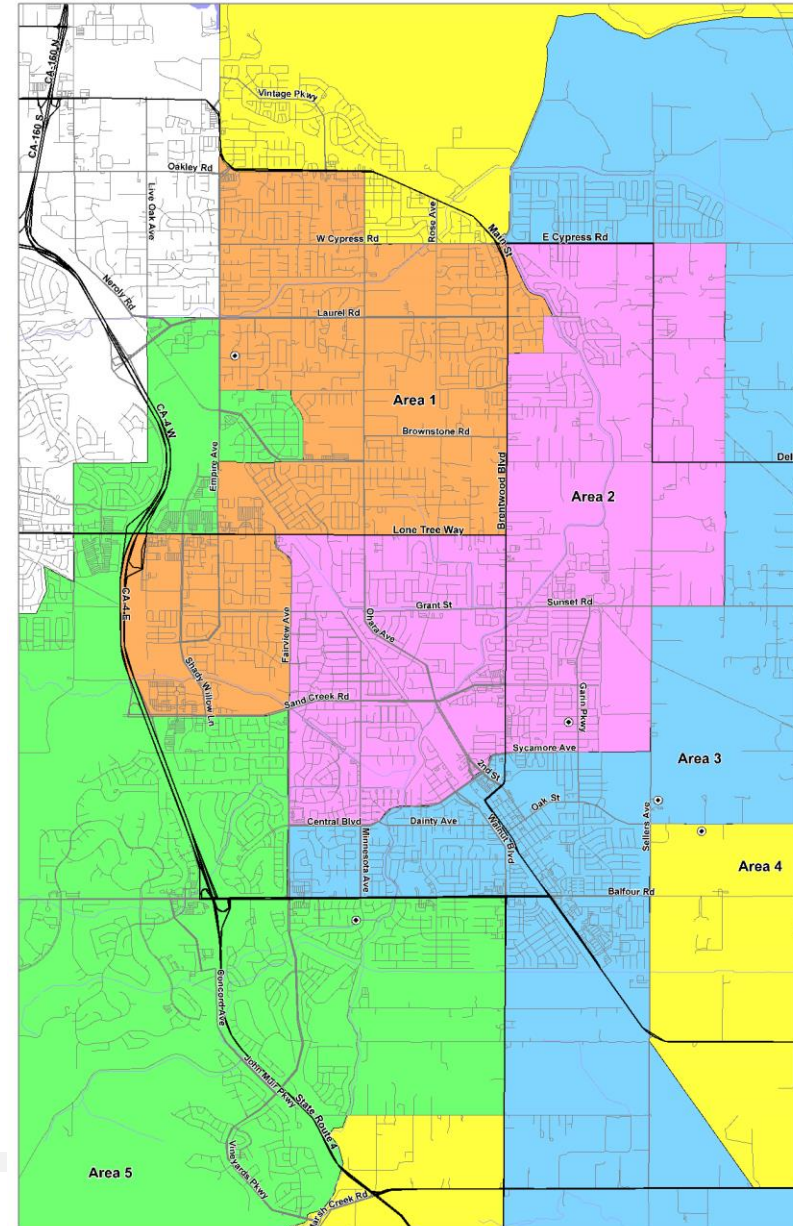 CA-160 N
CA-160 S
Vintage Pkwy
Oakley Rd
Live Oak Ave
Rose Ave
W Cypress Rd
Main St
E Cypress Rd
Neroly Rd
Laurel Rd
Area 1
CA-4 W
Brownstone Rd
Empire Ave
Brentwood Blvd
Area 2
Lone Tree Way
CA-4 E
Grant St
Sunset Rd
Ohara Ave
Fairview Ave
Shady Willow Ln
Sand Creek Rd
Garin Pkwy
Sycamore Ave
Area 3
2nd St
Oak St
Central Blvd
Dainty Ave
Minnesota Ave
Walnut Blvd
Sellers Ave
Area 4
Balfour Rd
Concord Ave
John Muir Pkwy
State Route 4
Vineyards Pkwy
Area 5
Marsh Creek Rd